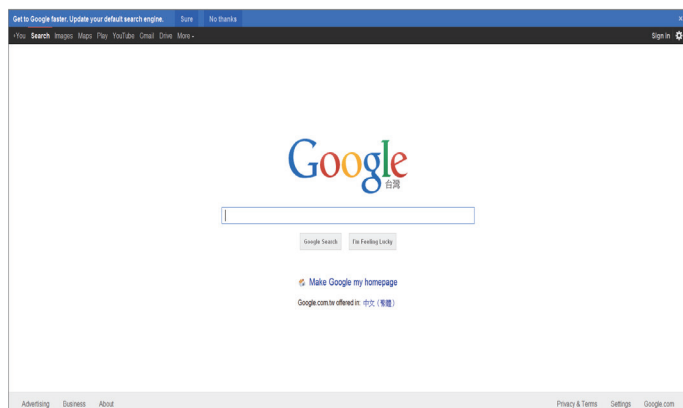 Get to Google faster. Update your default search engine. Sure No thanks ×
+You Search Images Maps Play YouTube Gmail Drive More Sign in
Google
台灣
Google Search I'm Feeling Lucky
Make Google my homepage
Google.com.tw offered in: 中文 (繁體)
Advertising Business About Privacy & Terms Settings Google.com